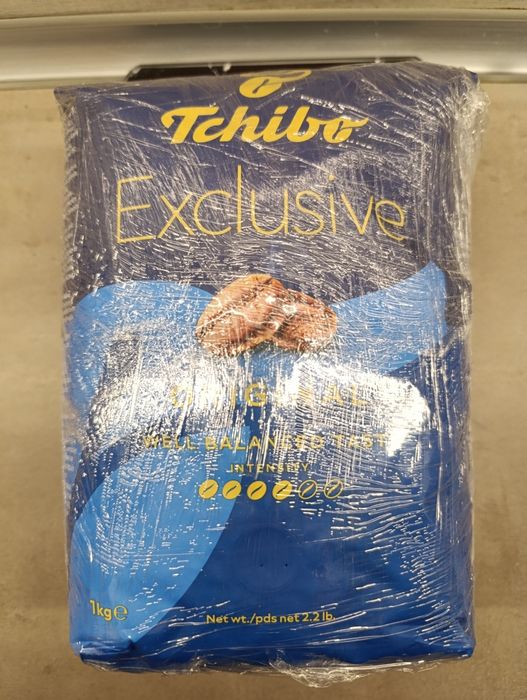 Tchibo
Exclusive
ORIGINAL
WELL BALANCED TASTE
INTENSITY
1kg℮
Net wt./pds net 2.2 lb.